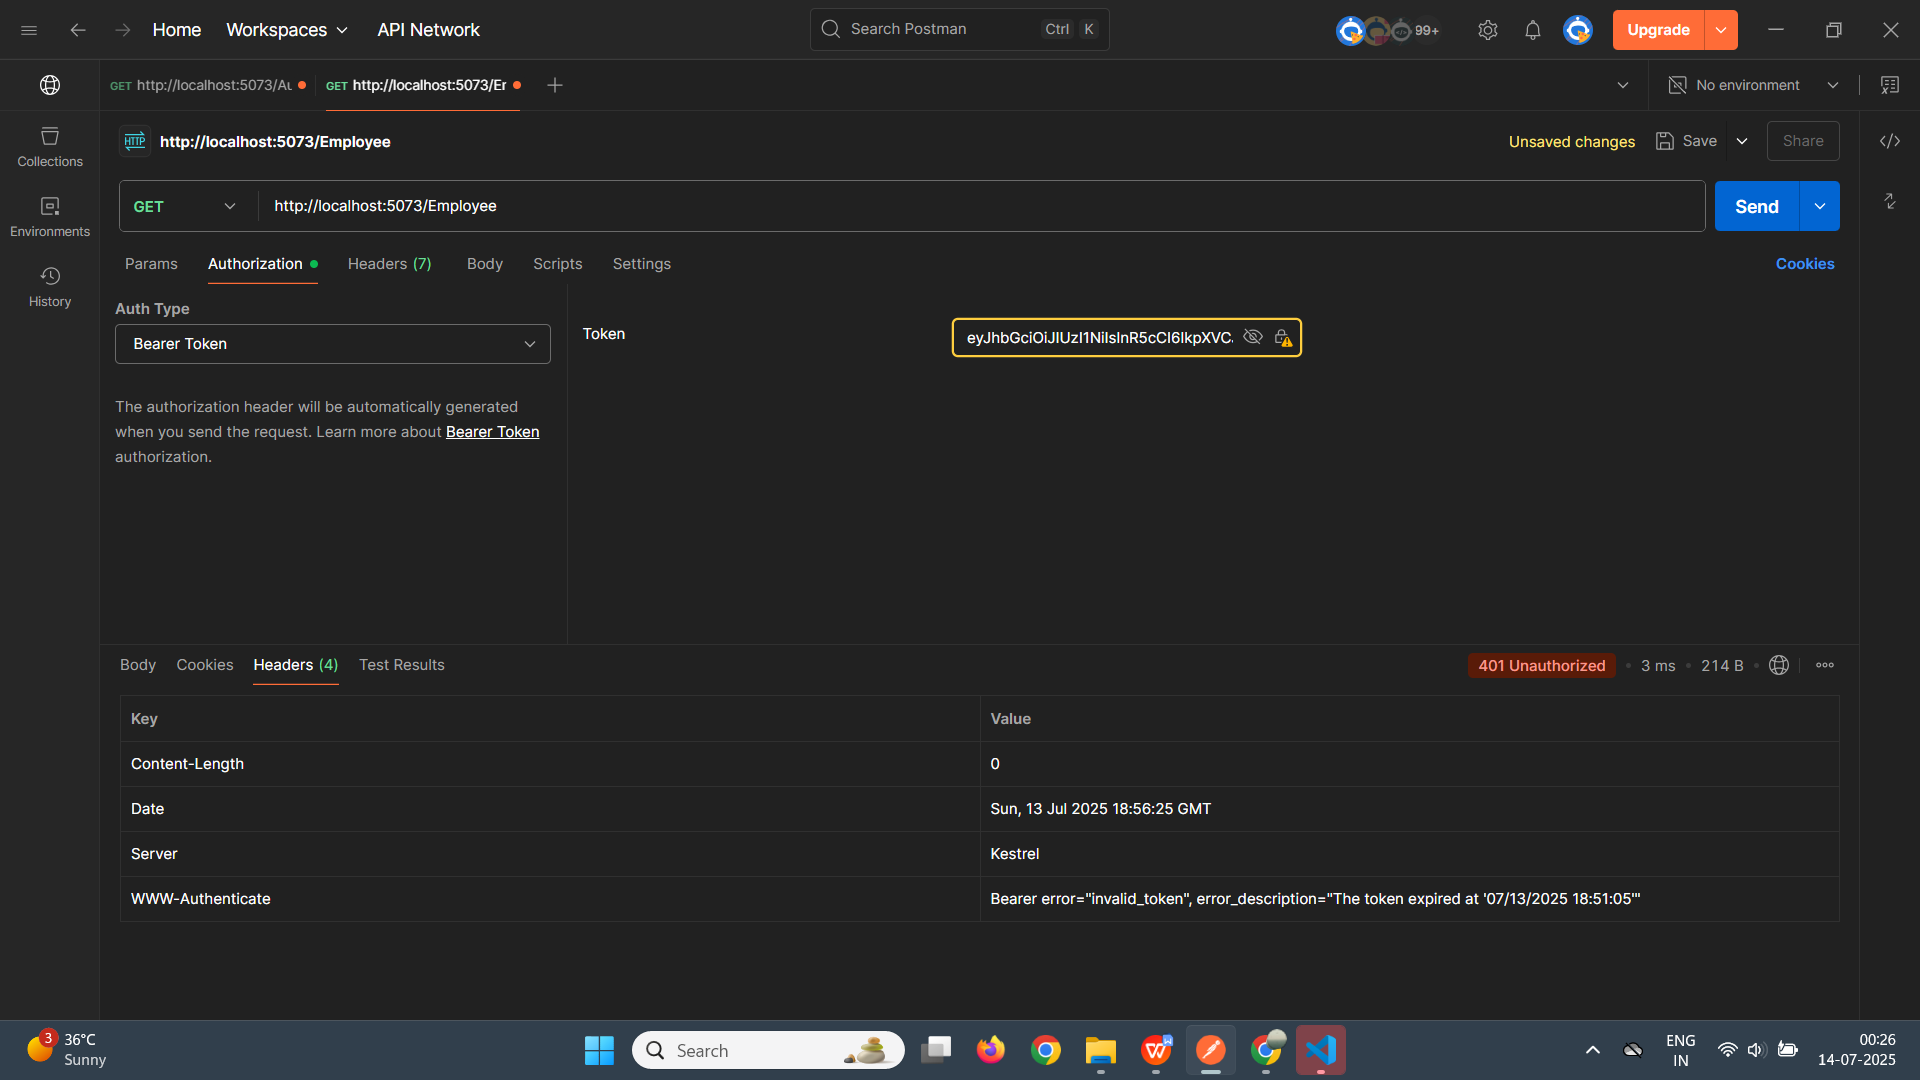 Home Workspaces API Network
Search Postman Ctrl K
99+
Upgrade
GET http://localhost:5073/Au
GET http://localhost:5073/Er
No environment
Collections
Environments
History
HTTP http://localhost:5073/Employee
Unsaved changes Save Share
GET http://localhost:5073/Employee
Send
Params Authorization Headers (7) Body Scripts Settings
Cookies
Auth Type
Bearer Token
The authorization header will be automatically generated
when you send the request. Learn more about Bearer Token
authorization.
Token
Body Cookies Headers (4) Test Results
401 Unauthorized • 3 ms • 214 B
Key Value
Content-Length 0
Date Sun, 13 Jul 2025 18:56:25 GMT
Server Kestrel
WWW-Authenticate Bearer error="invalid_token", error_description="The token expired at '07/13/2025 18:51:05'"
3
36°C
Sunny
Search
ENG
IN
00:26
14-07-2025